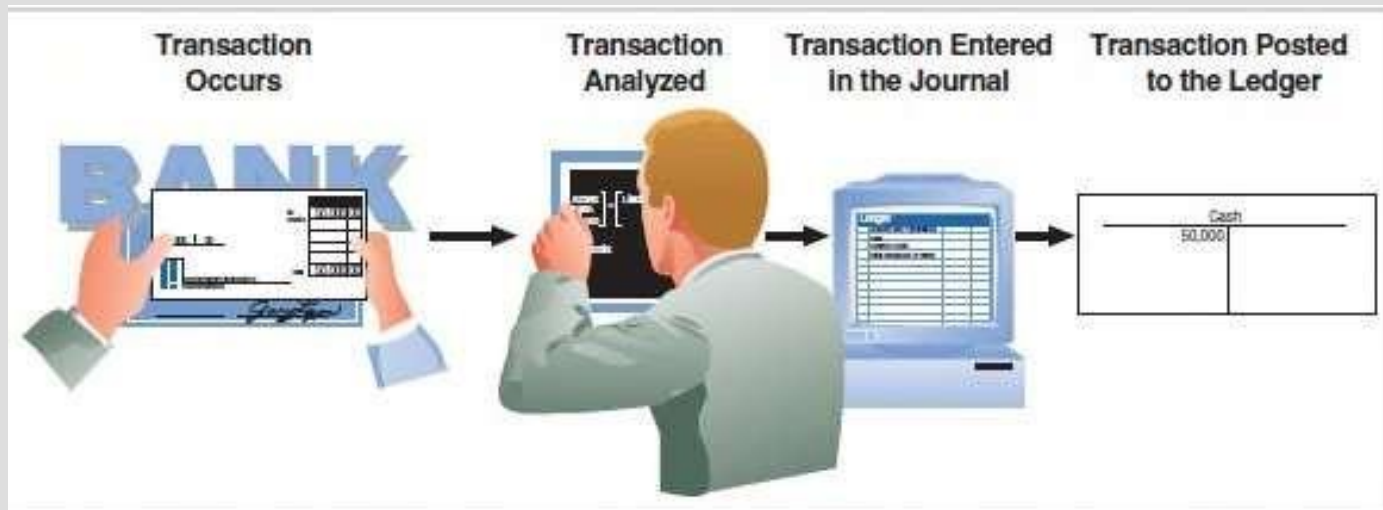 Transaction
Occurs
Transaction
Analyzed
Transaction Entered
in the Journal
Transaction Posted
to the Ledger
BANK
Cash
50,000